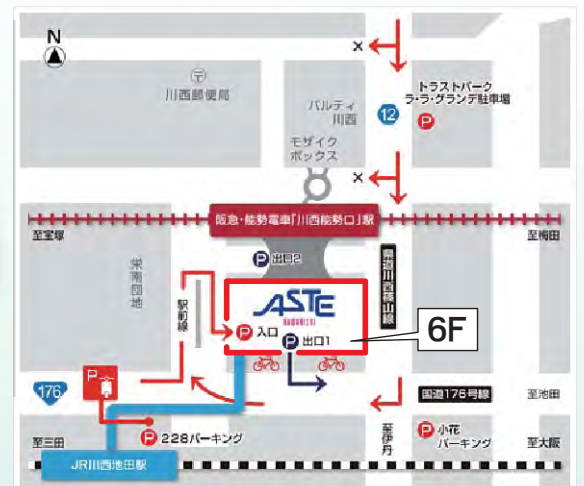 N
〒
川西郵便局
パルティ
川西
モザイク
ボックス
12
トラストパーク
ラ・ラ・グランデ駐車場
P
阪急・能勢電車「川西能勢口」駅
至宝塚
至梅田
栄南団地
駅前線
P 出口2
県道川西篠山線
ASTE
KAWANISHI
P 入口
P 出口1
6F
176
P
国道176号線
至池田
至三田
P 228パーキング
至伊丹
P 小花
パーキング
至大阪
JR川西池田駅